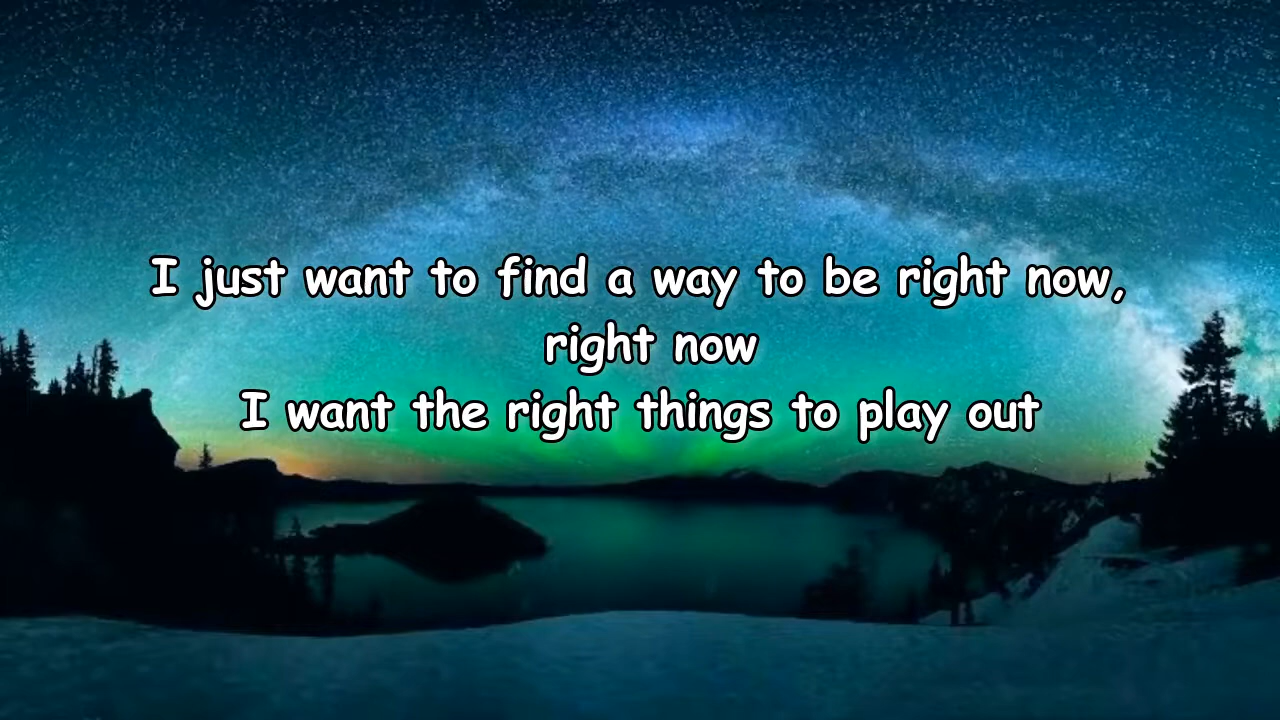 I just want to find a way to be right now,
right now
I want the right things to play out